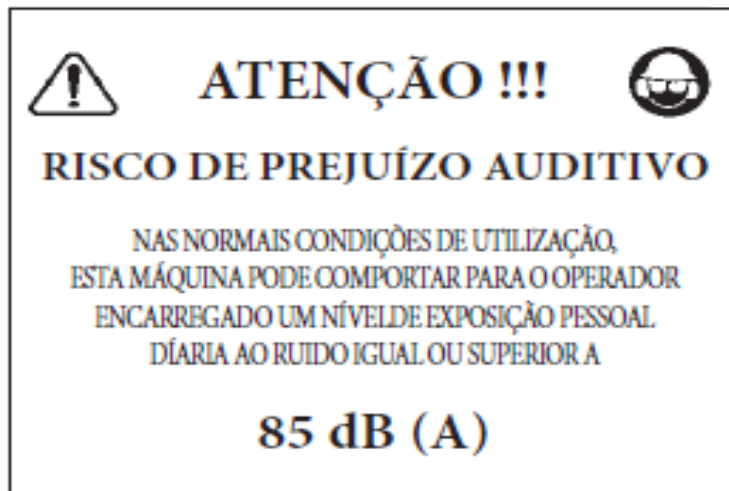 ATENÇÃO !!!
RISCO DE PREJUÍZO AUDITIVO
NAS NORMAIS CONDIÇÕES DE UTILIZAÇÃO,
ESTA MÁQUINA PODE COMPORTAR PARA O OPERADOR
ENCARREGADO UM NÍVELDE EXPOSIÇÃO PESSOAL
DÍARIA AO RUIDO IGUAL OU SUPERIOR A
85 dB (A)